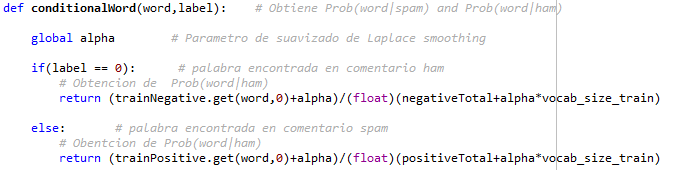 def conditionalWord(word,label):    # Obtiene Prob(word|spam) and Prob(word|ham)
global alpha        # Parametro de suavizado de Laplace smoothing
if(label == 0):      # palabra encontrada en comentario ham
# Obtencion de  Prob(word|ham)
return (trainNegative.get(word,0)+alpha)/(float)(negativeTotal+alpha*vocab_size_train)
else:       # palabra encontrada en comentario spam
# Obentcion de Prob(word|ham)
return (trainPositive.get(word,0)+alpha)/(float)(positiveTotal+alpha*vocab_size_train)